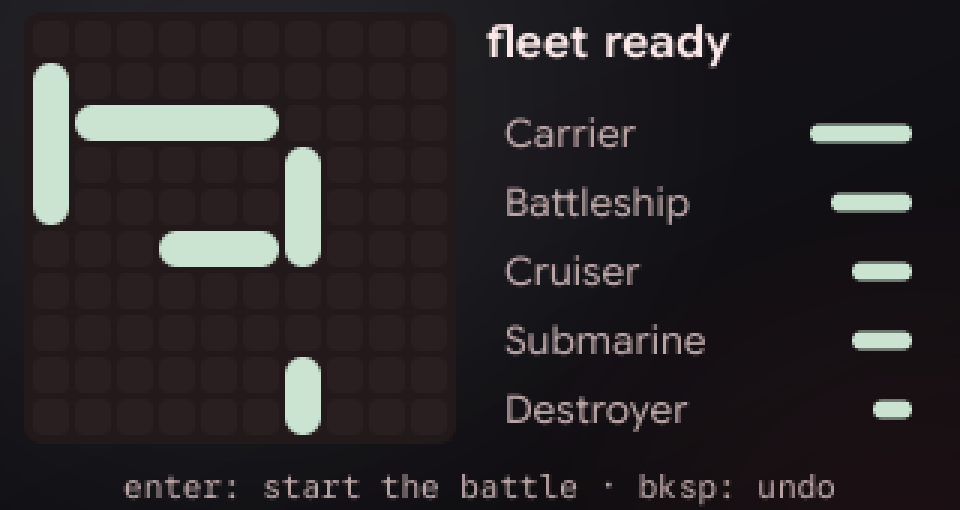 fleet ready
Carrier
Battleship
Cruiser
Submarine
Destroyer
enter: start the battle · bksp: undo